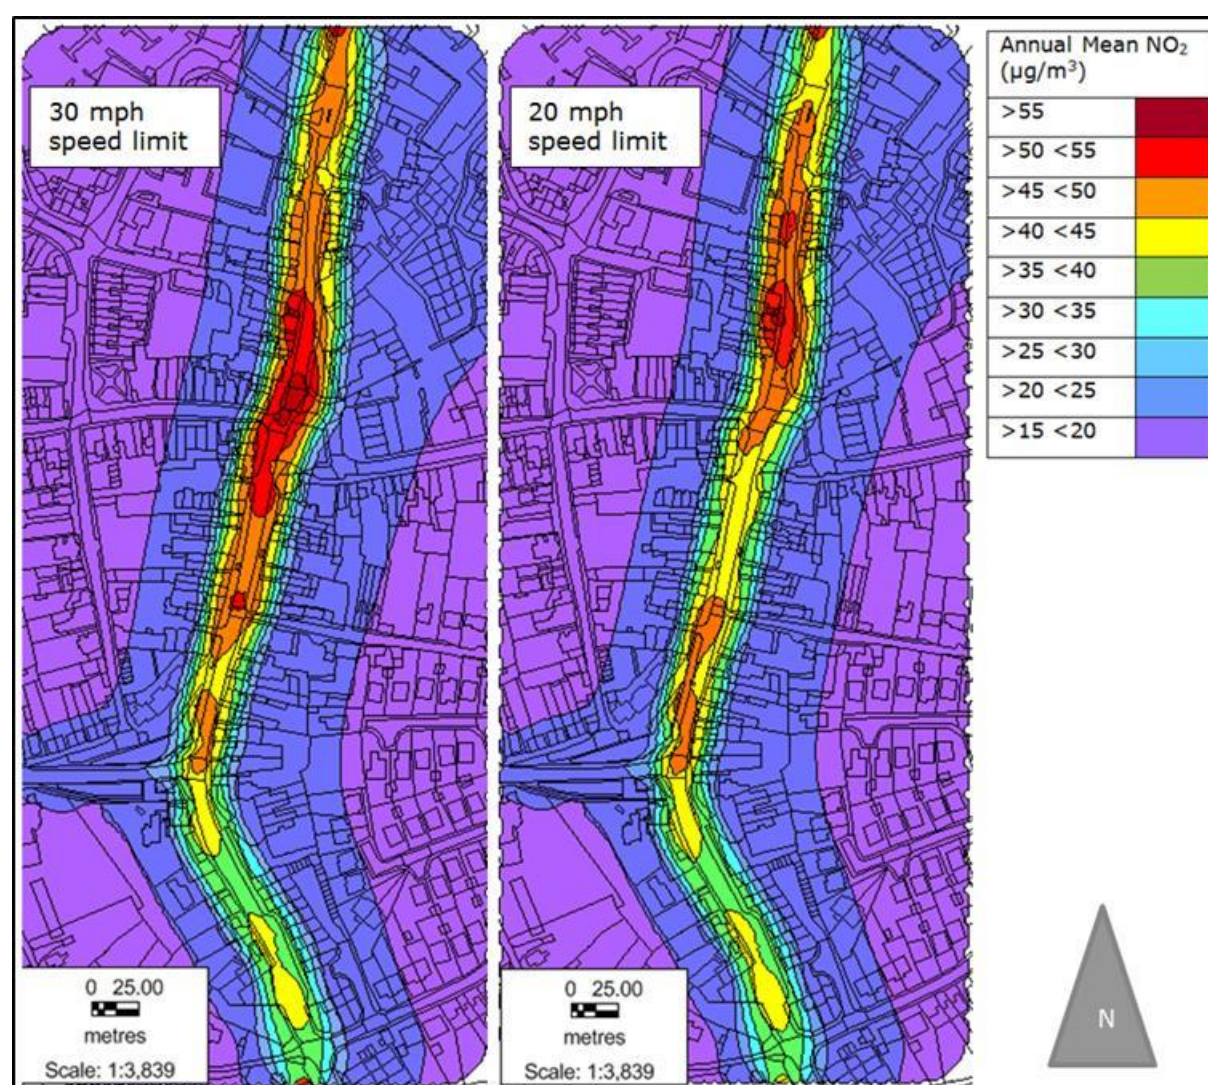 30 mph
speed limit
20 mph
speed limit
Annual Mean NO₂
(µg/m³)
>55
>50 <55
>45 <50
>40 <45
>35 <40
>30 <35
>25 <30
>20 <25
>15 <20
0 25.00
metres
Scale: 1:3,839
0 25.00
metres
Scale: 1:3,839
N